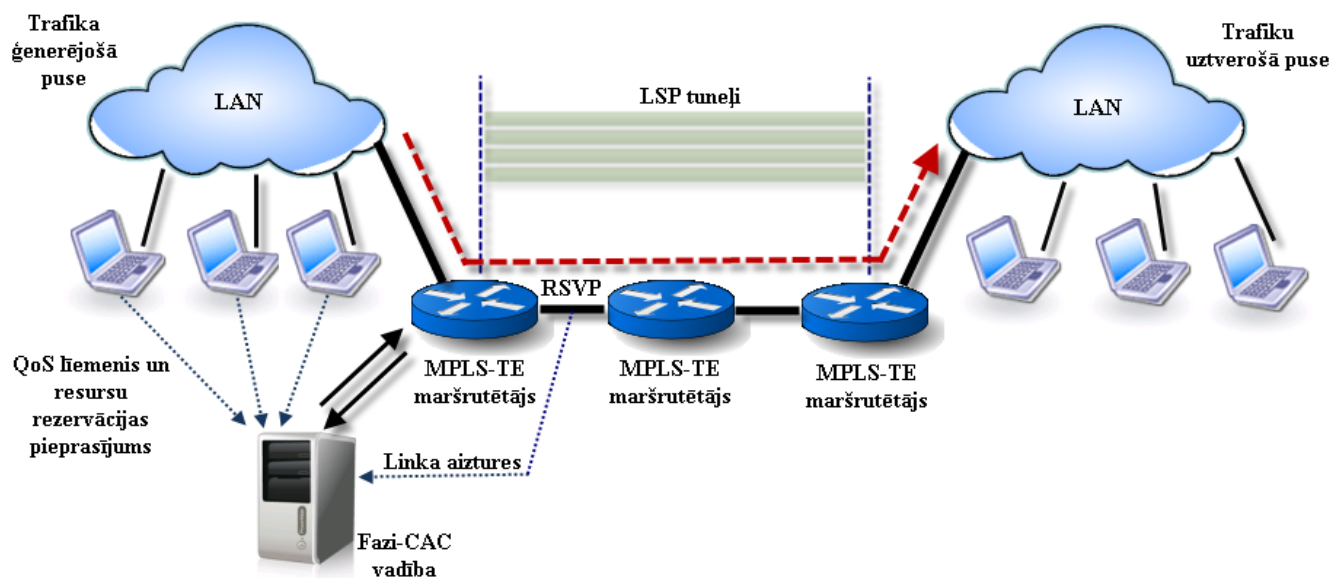 Trafika
ģenerējošā
puse
LAN
LSP tuneļi
Trafiku
uztverošā puse
LAN
RSVP
MPLS-TE
maršrutētājs
MPLS-TE
maršrutētājs
MPLS-TE
maršrutētājs
QoS līemenis un
resursu
rezervācijas
pieprasījums
Linka aiztures
Fazi-CAC
vadība